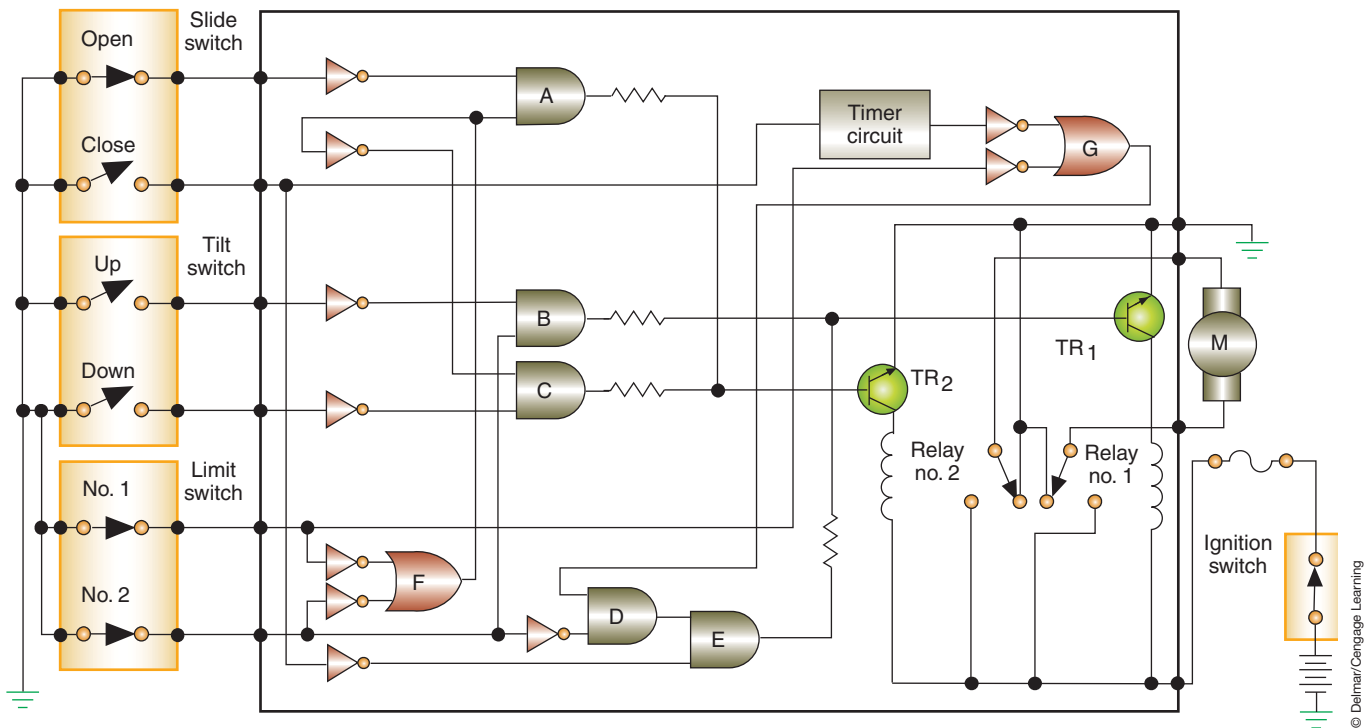 Slide
switch
Open
Close
Tilt
switch
Up
Down
Limit
switch
No. 1
No. 2
A
B
C
D
E
F
G
Timer
circuit
TR1
TR2
M
Relay
no. 2
Relay
no. 1
Ignition
switch
© Delmar/Cengage Learning